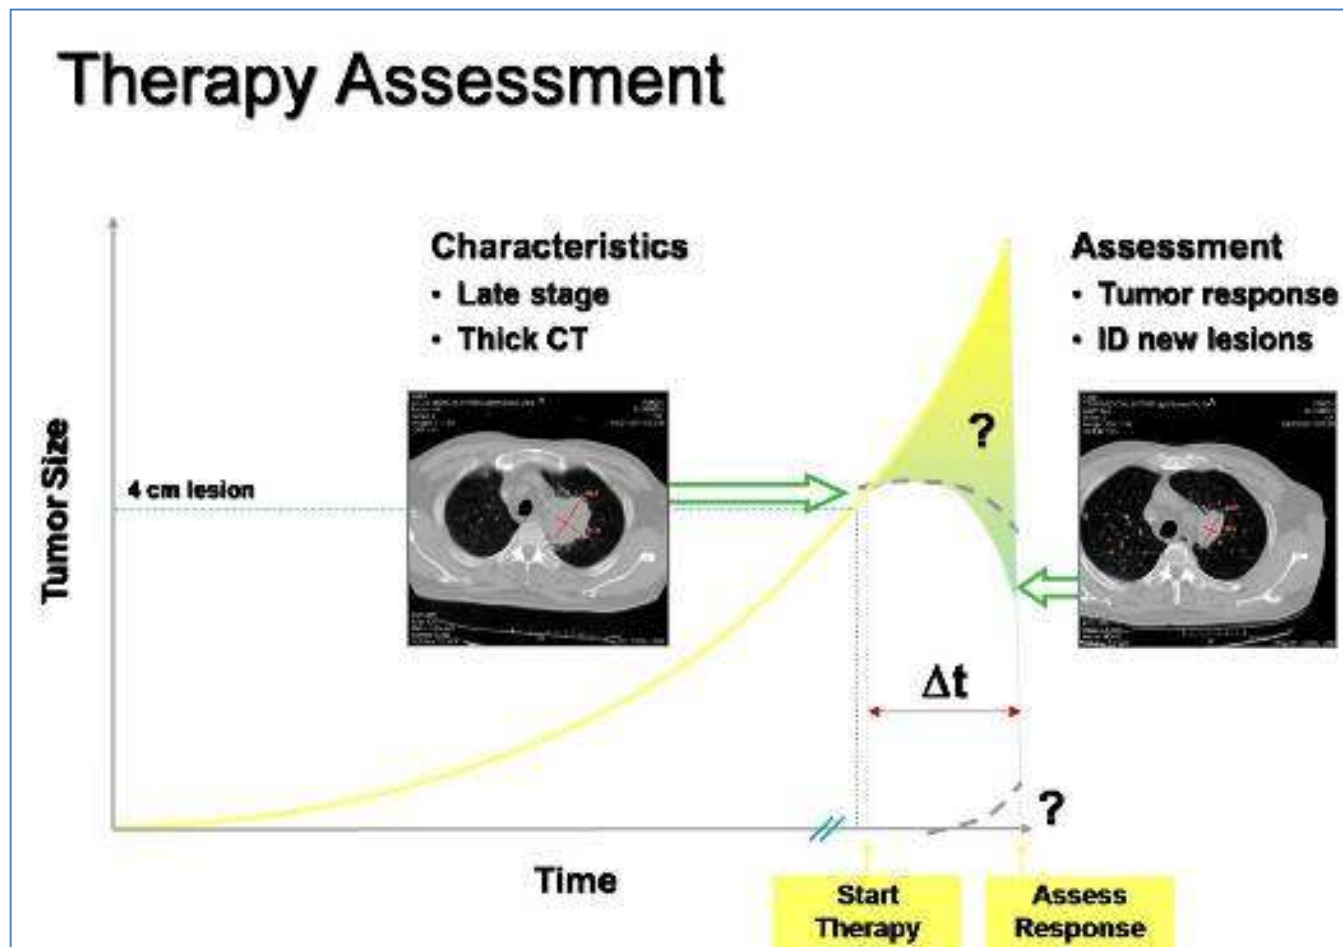 Therapy Assessment
Characteristics
• Late stage
• Thick CT
Assessment
• Tumor response
• ID new lesions
?
Tumor Size
4 cm lesion
Δt
?
Time
Start
Therapy
Assess
Response